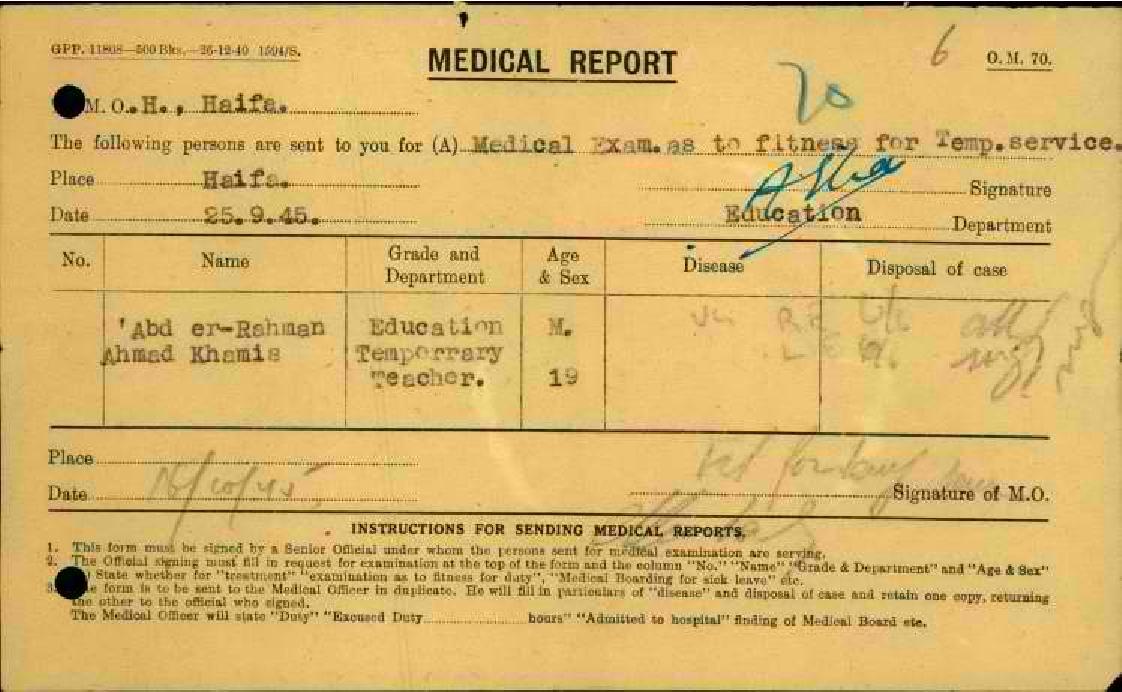 GPP. 11808—500 Bks.—26-12-40 1594/S.
MEDICAL REPORT
6
O.M. 70.
70
M. O. H., Haifa.
The following persons are sent to you for (A) Medical Exam. as to fitness for Temp. service.
Place Haifa. Signature
Date 25.9.45. Education Department
No. Name Grade and Department Age & Sex Disease Disposal of case
'Abd er-Rahman Education M.
Ahmad Khamis Temporrary
Teacher. 19
Place
Date 16/10/45 Signature of M.O.
INSTRUCTIONS FOR SENDING MEDICAL REPORTS.
1. This form must be signed by a Senior Official under whom the persons sent for medical examination are serving.
2. The Official signing must fill in request for examination at the top of the form and the column "No." "Name" "Grade & Department" and "Age & Sex"
State whether for "treatment" "examination as to fitness for duty", "Medical Boarding for sick leave" etc.
3. The form is to be sent to the Medical Officer in duplicate. He will fill in particulars of "disease" and disposal of case and retain one copy, returning
the other to the official who signed.
The Medical Officer will state "Duty" "Excused Duty hours" "Admitted to hospital" finding of Medical Board etc.